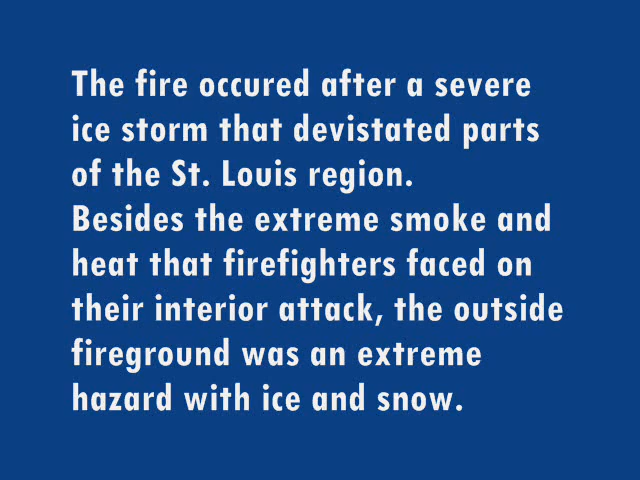 The fire occured after a severe
ice storm that devistated parts
of the St. Louis region.
Besides the extreme smoke and
heat that firefighters faced on
their interior attack, the outside
fireground was an extreme
hazard with ice and snow.